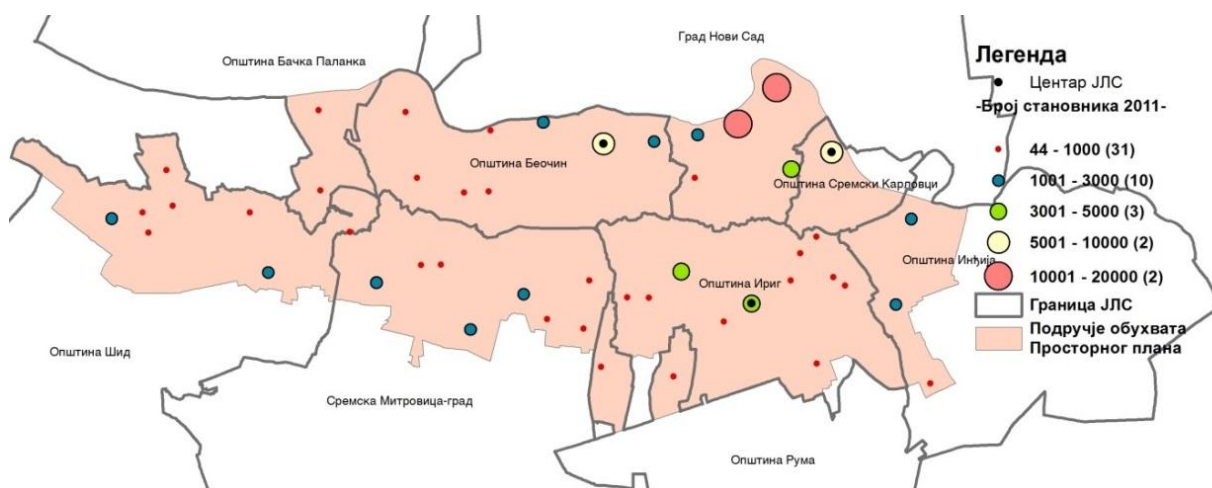 Град Нови Сад
Општина Бачка Паланка
Општина Беочин
Општина Сремски Карловци
Општина Инђија
Општина Ириг
Општина Шид
Сремска Митровица-град
Општина Рума
Легенда
Центар ЈЛС
-Број становника 2011-
44 - 1000 (31)
1001 - 3000 (10)
3001 - 5000 (3)
5001 - 10000 (2)
10001 - 20000 (2)
Граница ЈЛС
Подручје обухвата
Просторног плана